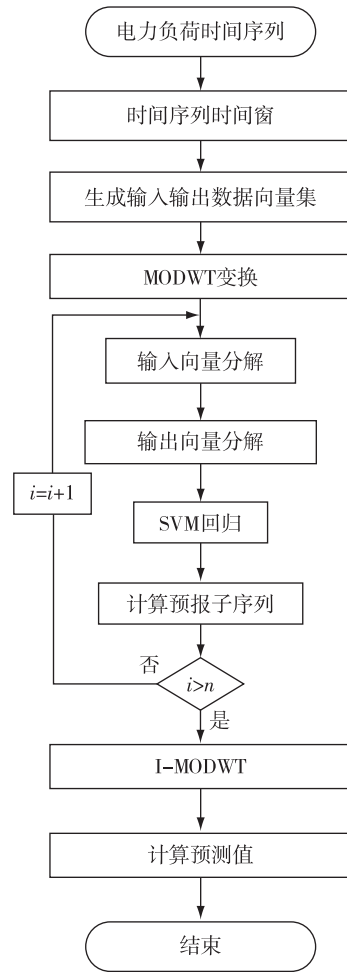 电力负荷时间序列
时间序列时间窗
生成输入输出数据向量集
MODWT变换
输入向量分解
输出向量分解
i=i+1
SVM回归
计算预报子序列
否
i>n
是
I-MODWT
计算预测值
结束